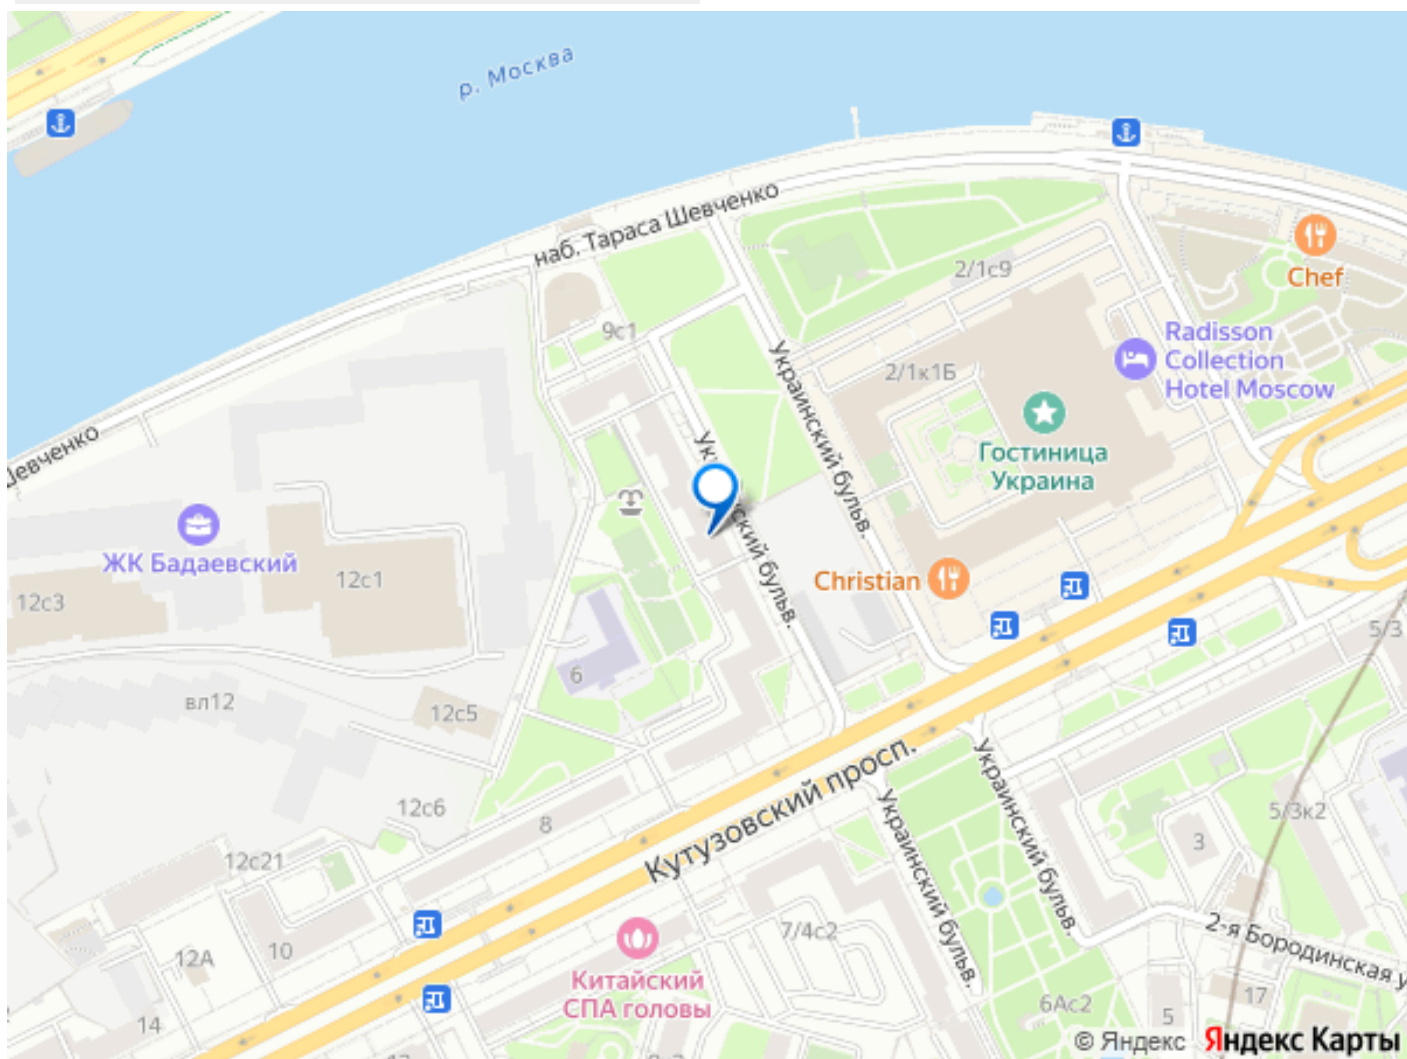 р. Москва
наб. Тараса Шевченко
2/1с9
Chef
9с1
Radisson
Collection
Hotel Moscow
2/1к1Б
Украинский бульв.
Гостиница
Украина
Шевченко
Украинский бульв.
ЖК Бадаевский
12с1
12с3
Christian
5/3
6
вл12
12с5
Кутузовский просп.
Украинский бульв.
Украинский бульв.
12с6
8
5/3к2
3
12с21
2-я Бородинская у
7/4с2
10
12А
Китайский
СПА головы
17
6Ас2
5
14
© Яндекс Яндекс Карты